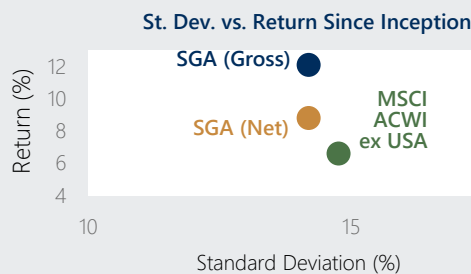 St. Dev. vs. Return Since Inception
Return (%)
12
10
8
6
4
SGA (Gross)
SGA (Net)
MSCI
ACWI
ex USA
10
15
Standard Deviation (%)